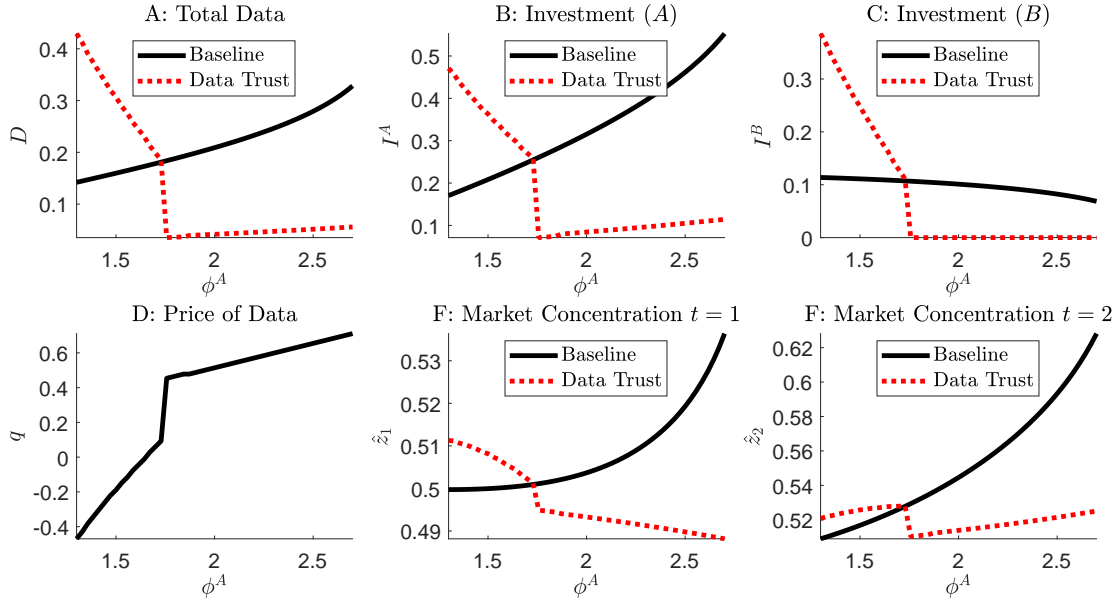 A: Total Data
B: Investment (A)
C: Investment (B)
0.4
0.3
0.2
0.1
D
Baseline
Data Trust
1.5
2
2.5
ϕ^A
0.5
0.4
0.3
0.2
0.1
I^A
Baseline
Data Trust
1.5
2
2.5
ϕ^A
0.3
0.2
0.1
0
I^B
Baseline
Data Trust
1.5
2
2.5
ϕ^A
D: Price of Data
F: Market Concentration t = 1
F: Market Concentration t = 2
0.6
0.4
0.2
0
-0.2
-0.4
q
1.5
2
2.5
ϕ^A
0.53
0.52
0.51
0.5
0.49
ẑ₁
Baseline
Data Trust
1.5
2
2.5
ϕ^A
0.62
0.6
0.58
0.56
0.54
0.52
ẑ₂
Baseline
Data Trust
1.5
2
2.5
ϕ^A